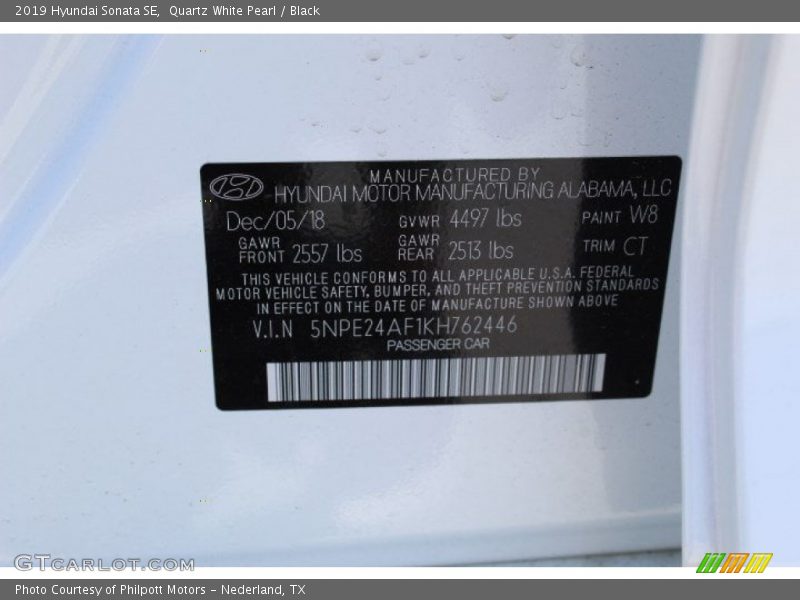 2019 Hyundai Sonata SE, Quartz White Pearl / Black
MANUFACTURED BY
HYUNDAI MOTOR MANUFACTURING ALABAMA, LLC
Dec/05/18 GVWR 4497 lbs PAINT W8
GAWR FRONT 2557 lbs GAWR REAR 2513 lbs TRIM CT
THIS VEHICLE CONFORMS TO ALL APPLICABLE U.S.A. FEDERAL
MOTOR VEHICLE SAFETY, BUMPER, AND THEFT PREVENTION STANDARDS
IN EFFECT ON THE DATE OF MANUFACTURE SHOWN ABOVE
V.I.N 5NPE24AF1KH762446
PASSENGER CAR
GTCARLOT.COM
Photo Courtesy of Philpott Motors - Nederland, TX